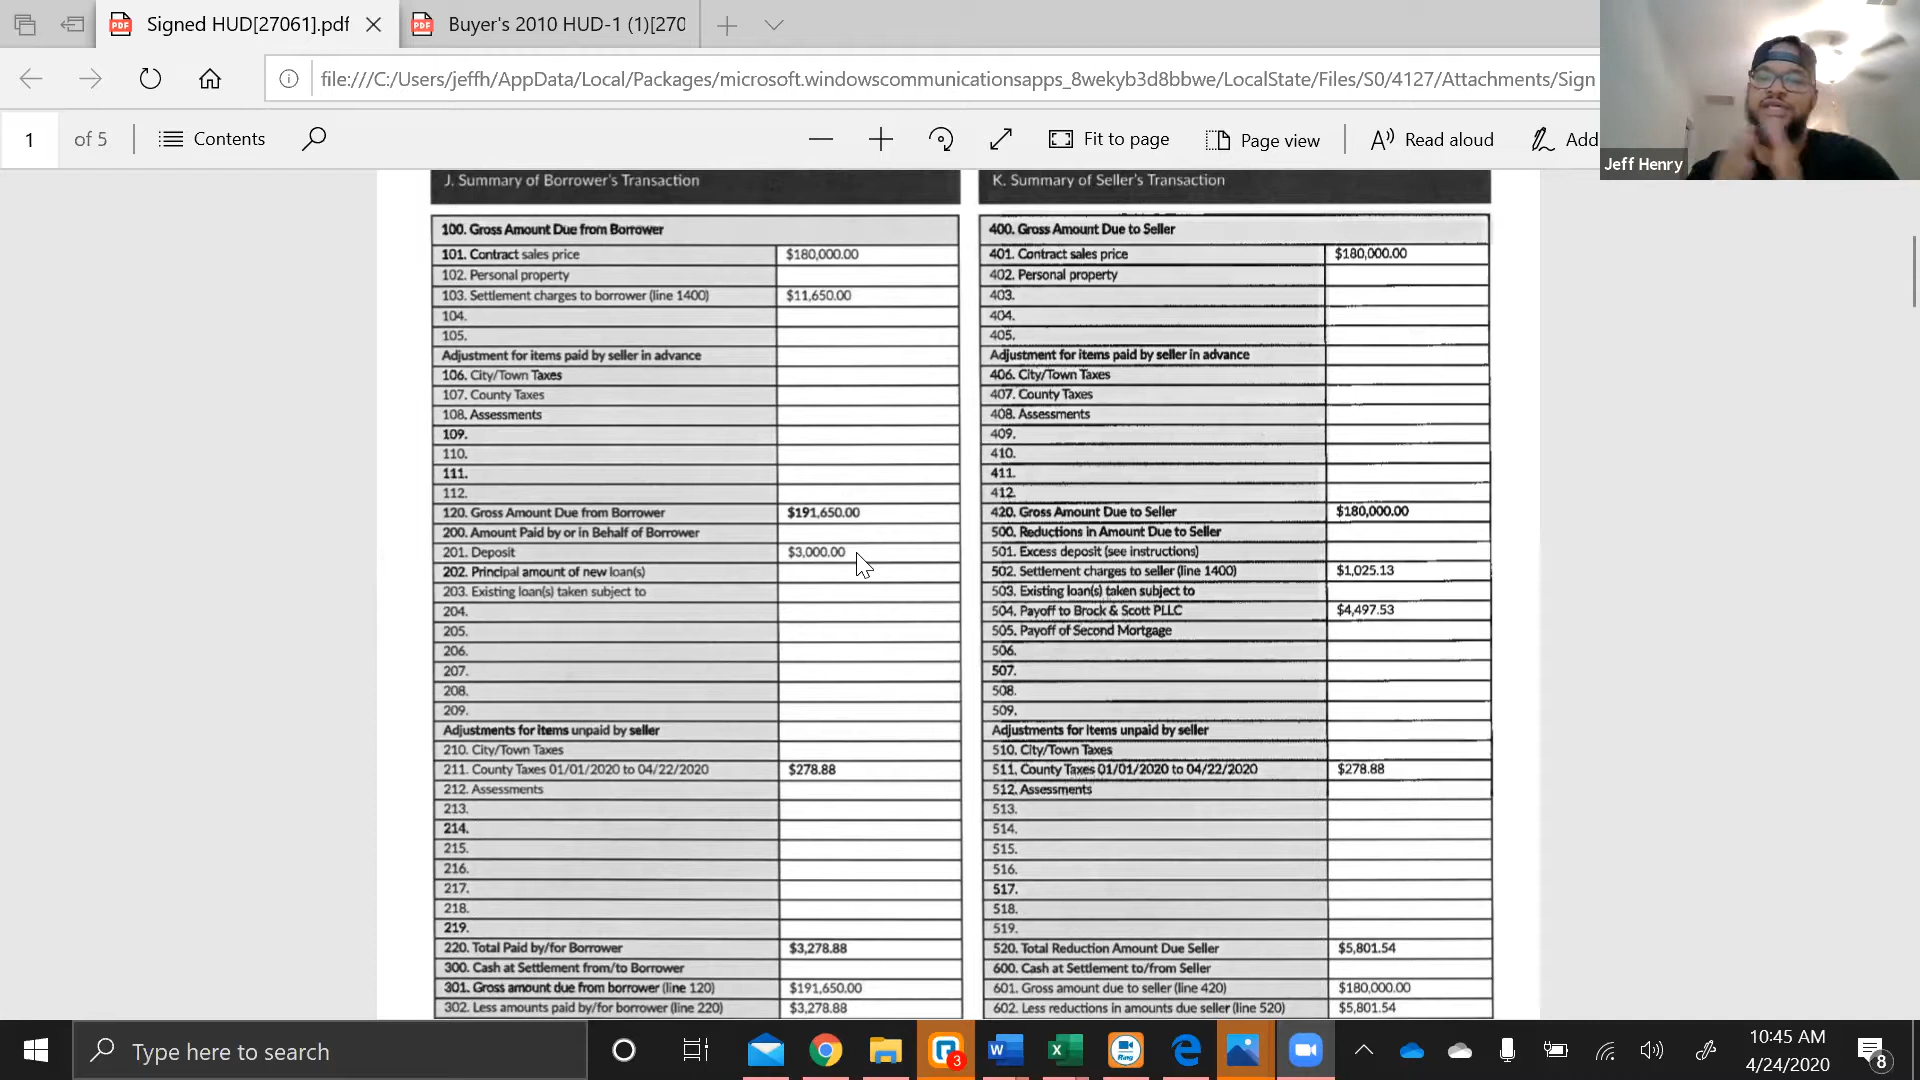 Signed HUD[27061].pdf
Buyer's 2010 HUD-1 (1)[270
file:///C:/Users/jeffh/AppData/Local/Packages/microsoft.windowscommunicationsapps_8wekyb3d8bbwe/LocalState/Files/S0/4127/Attachments/Sign
Jeff Henry
1 of 5 Contents Fit to page Page view Read aloud Add
J. Summary of Borrower's Transaction
100. Gross Amount Due from Borrower
101. Contract sales price $180,000.00
102. Personal property
103. Settlement charges to borrower (line 1400) $11,650.00
104.
105.
Adjustment for items paid by seller in advance
106. City/Town Taxes
107. County Taxes
108. Assessments
109.
110.
111.
112.
120. Gross Amount Due from Borrower $191,650.00
200. Amount Paid by or in Behalf of Borrower
201. Deposit $3,000.00
202. Principal amount of new loan(s)
203. Existing loan(s) taken subject to
204.
205.
206.
207.
208.
209.
Adjustments for items unpaid by seller
210. City/Town Taxes
211. County Taxes 01/01/2020 to 04/22/2020 $278.88
212. Assessments
213.
214.
215.
216.
217.
218.
219.
220. Total Paid by/for Borrower $3,278.88
300. Cash at Settlement from/to Borrower
301. Gross amount due from borrower (line 120) $191,650.00
302. Less amounts paid by/for borrower (line 220) $3,278.88
K. Summary of Seller's Transaction
400. Gross Amount Due to Seller
401. Contract sales price $180,000.00
402. Personal property
403.
404.
405.
Adjustment for items paid by seller in advance
406. City/Town Taxes
407. County Taxes
408. Assessments
409.
410.
411.
412.
420. Gross Amount Due to Seller $180,000.00
500. Reductions in Amount Due to Seller
501. Excess deposit (see instructions)
502. Settlement charges to seller (line 1400) $1,025.13
503. Existing loan(s) taken subject to
504. Payoff to Brock & Scott PLLC $4,497.53
505. Payoff of Second Mortgage
506.
507.
508.
509.
Adjustments for items unpaid by seller
510. City/Town Taxes
511. County Taxes 01/01/2020 to 04/22/2020 $278.88
512. Assessments
513.
514.
515.
516.
517.
518.
519.
520. Total Reduction Amount Due Seller $5,801.54
600. Cash at Settlement to/from Seller
601. Gross amount due to seller (line 420) $180,000.00
602. Less reductions in amounts due seller (line 520) $5,801.54
Type here to search
3
Ring
10:45 AM
4/24/2020
8